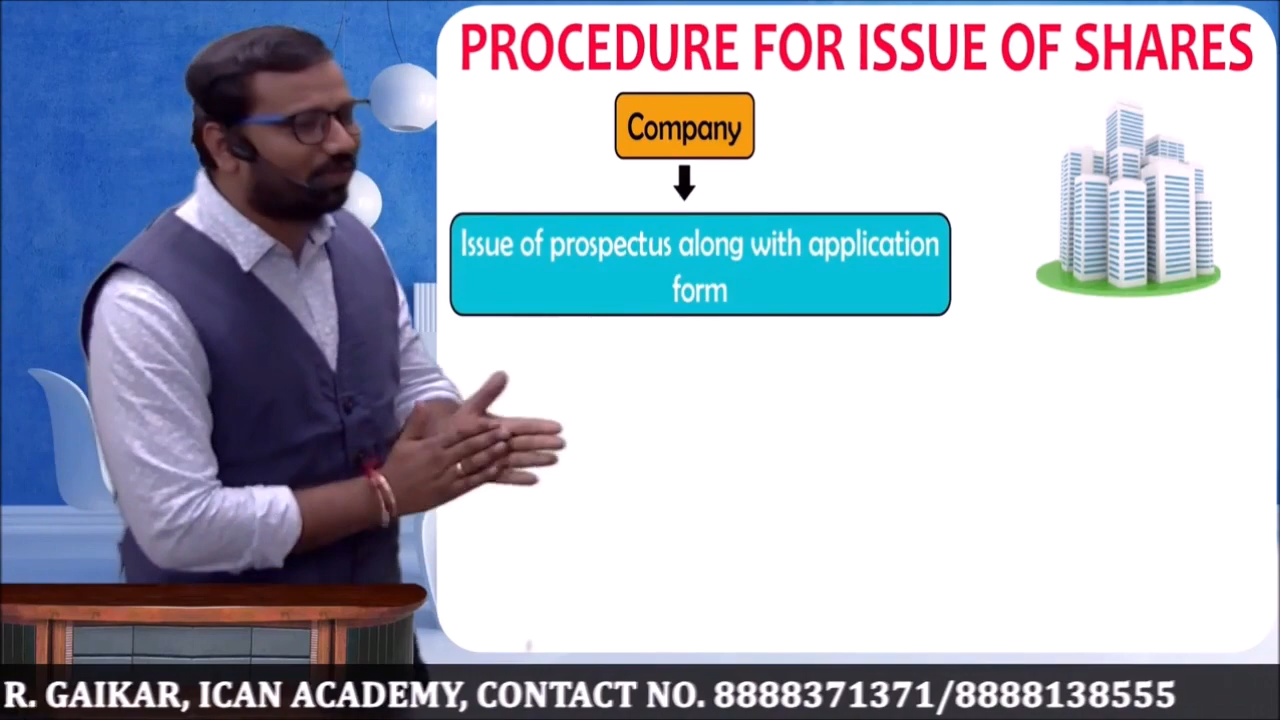 PROCEDURE FOR ISSUE OF SHARES
Company
Issue of prospectus along with application
form
R. GAIKAR, ICAN ACADEMY, CONTACT NO. 8888371371/8888138555